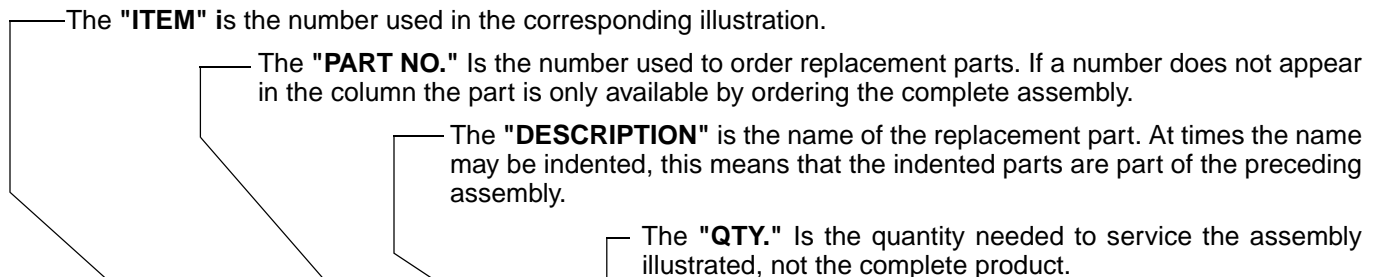 The "ITEM" is the number used in the corresponding illustration.
The "PART NO." Is the number used to order replacement parts. If a number does not appear
in the column the part is only available by ordering the complete assembly.
The "DESCRIPTION" is the name of the replacement part. At times the name
may be indented, this means that the indented parts are part of the preceding
assembly.
The "QTY." Is the quantity needed to service the assembly
illustrated, not the complete product.